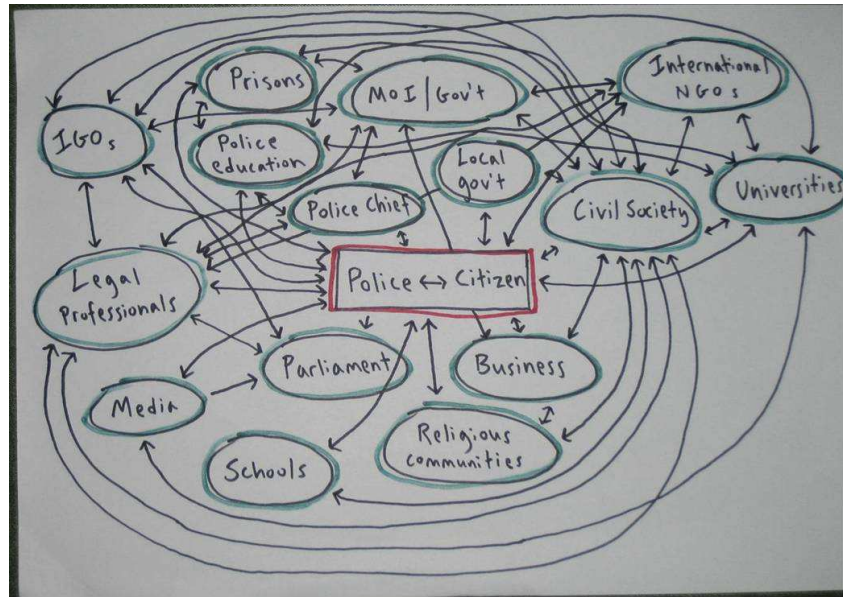 Prisons
MoI | Gov't
International
NGOs
IGOs
Police
education
Local
gov't
Universities
Police Chief
Civil Society
Legal
Professionals
Police ↔ Citizen
Parliament
Business
Media
Religious
communities
Schools